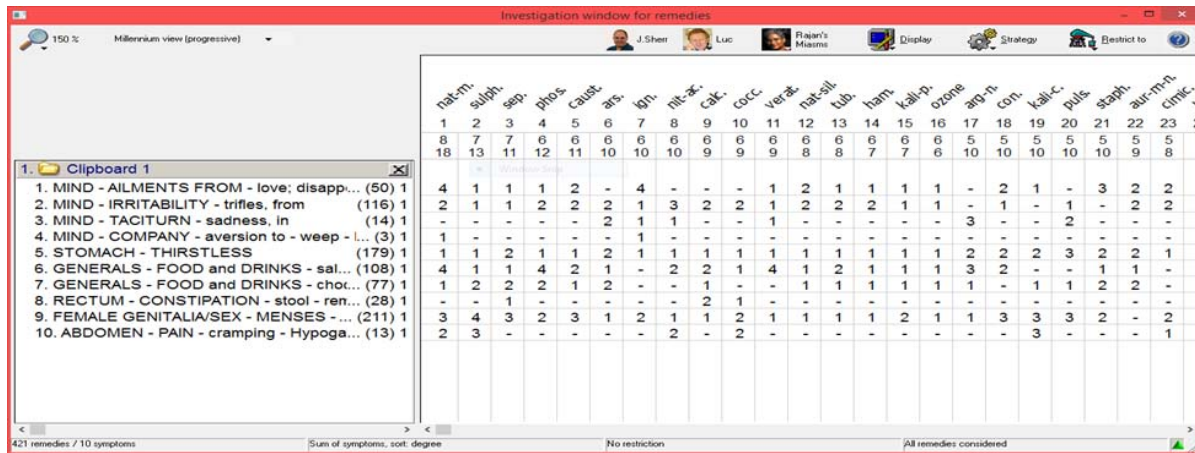 Investigation window for remedies
150 % Millennium view (progressive) J.Sherr Luc Rajan's Miasms Display Strategy Restrict to
nat-m. sulph. sep. phos. caust. ars. ign. nit-ac. calc. cocc. verat. nat-sil. tub. ham. kali-p. ozone arg-n. con. kali-c. puls. staph. aur-m-n. cimic.
1 2 3 4 5 6 7 8 9 10 11 12 13 14 15 16 17 18 19 20 21 22 23
8 7 7 6 6 6 6 6 6 6 6 6 6 6 6 6 5 5 5 5 5 5 5
18 13 11 12 11 10 10 10 9 9 9 8 8 7 7 6 10 10 10 10 10 9 8
1. Clipboard 1
1. MIND - AILMENTS FROM - love; disapp... (50) 1 4 1 1 1 2 - 4 - - - 1 2 1 1 1 1 - 2 1 - 3 2 2
2. MIND - IRRITABILITY - trifles, from (116) 1 2 1 1 2 2 2 1 3 2 2 1 2 2 2 1 1 - 1 - 1 - 2 2
3. MIND - TACITURN - sadness, in (14) 1 - - - - - 2 1 1 - - 1 - - - - - 3 - - 2 - - -
4. MIND - COMPANY - aversion to - weep - l... (3) 1 1 - - - - - 1 - - - - - - - - - - - - - - - -
5. STOMACH - THIRSTLESS (179) 1 1 1 2 1 1 2 1 1 1 1 1 1 1 1 1 1 2 2 2 3 2 2 1
6. GENERALS - FOOD and DRINKS - sal... (108) 1 4 1 1 4 2 1 - 2 2 1 4 1 2 1 1 1 3 2 - - 1 1 -
7. GENERALS - FOOD and DRINKS - choc... (77) 1 1 2 2 2 1 2 - - 1 - - 1 1 1 1 1 1 - 1 1 2 2 -
8. RECTUM - CONSTIPATION - stool - rem... (28) 1 - - 1 - - - - - 2 1 - - - - - - - - - - - - -
9. FEMALE GENITALIA/SEX - MENSES - ... (211) 1 3 4 3 2 3 1 2 1 1 2 1 1 1 1 2 1 1 3 3 3 2 - 2
10. ABDOMEN - PAIN - cramping - Hypoga... (13) 1 2 3 - - - - - 2 - 2 - - - - - - - - 3 - - - 1
421 remedies / 10 symptoms Sum of symptoms, sort: degree No restriction All remedies considered